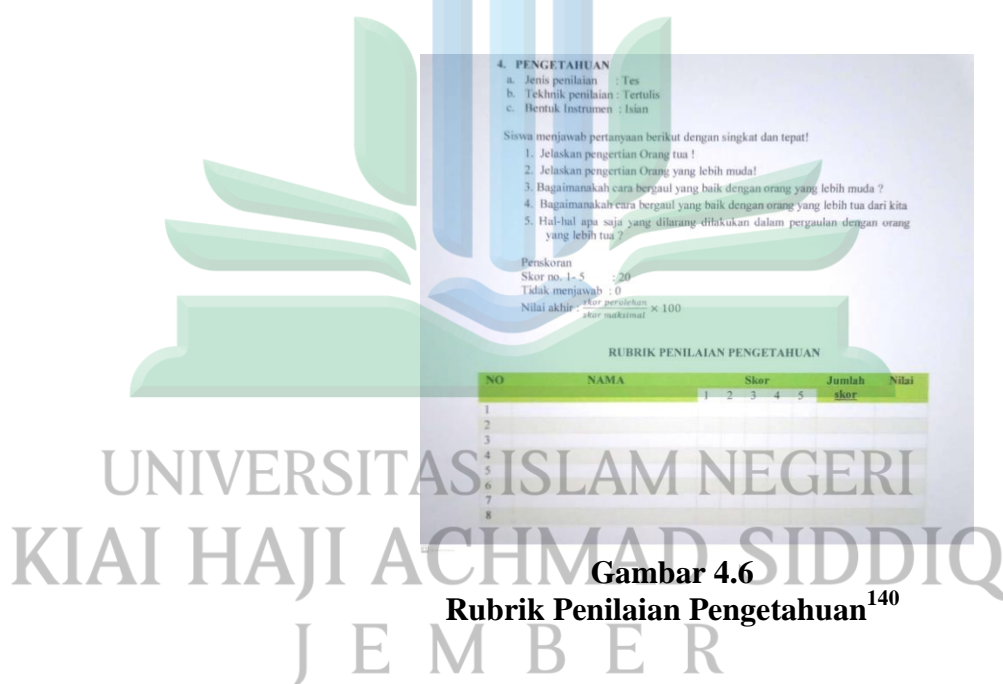 4. PENGETAHUAN
a. Jenis penilaian : Tes
b. Tekhnik penilaian : Tertulis
c. Bentuk Instrumen : Isian
Siswa menjawab pertanyaan berikut dengan singkat dan tepat!
1. Jelaskan pengertian Orang tua !
2. Jelaskan pengertian Orang yang lebih muda!
3. Bagaimanakah cara bergaul yang baik dengan orang yang lebih muda ?
4. Bagaimanakah cara bergaul yang baik dengan orang yang lebih tua dari kita
5. Hal-hal apa saja yang dilarang dilakukan dalam pergaulan dengan orang
yang lebih tua ?
Penskoran
Skor no. 1- 5 : 20
Tidak menjawab : 0
Nilai akhir : skor perolehan / skor maksimal × 100
RUBRIK PENILAIAN PENGETAHUAN
NO NAMA Skor Jumlah Nilai
1 2 3 4 5 skor
1
2
3
4
5
6
7
8
UNIVERSITAS ISLAM NEGERI
KIAI HAJI ACHMAD SIDDIQ
JEMBER
Gambar 4.6
Rubrik Penilaian Pengetahuan140